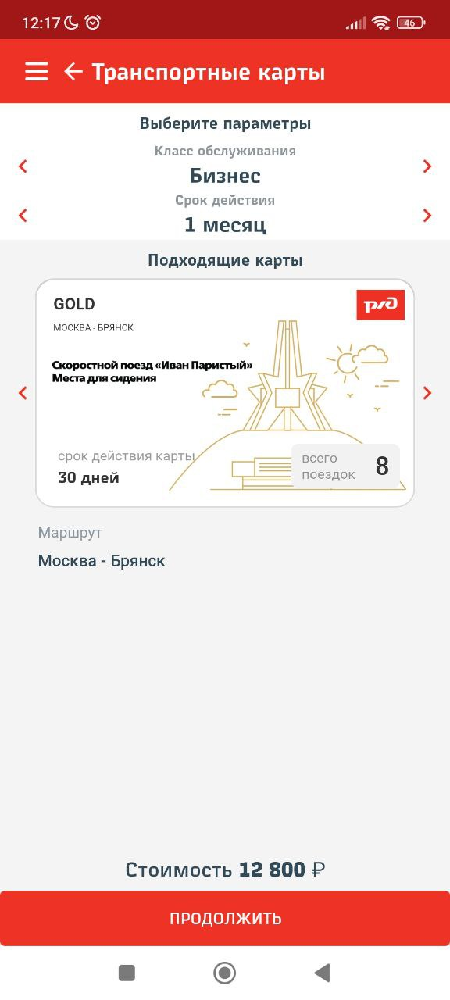 12:17
46
Транспортные карты
Выберите параметры
Класс обслуживания
Бизнес
Срок действия
1 месяц
Подходящие карты
GOLD
ржд
МОСКВА - БРЯНСК
Скоростной поезд «Иван Паристый»
Места для сидения
срок действия карты
30 дней
всего
поездок
8
Маршрут
Москва - Брянск
Стоимость 12 800 ₽
ПРОДОЛЖИТЬ